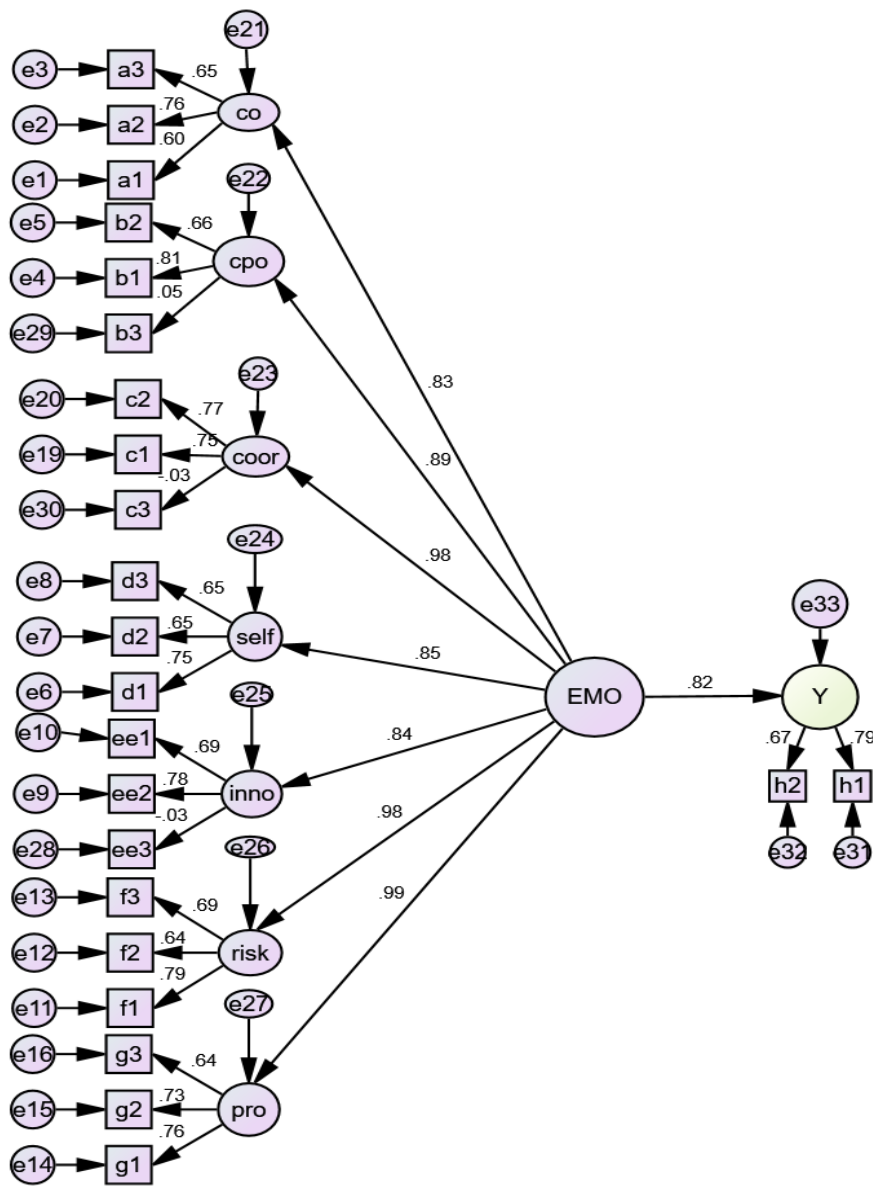 e21
e3 a3 .65
co
e2 a2 .76
.60
e1 a1
e22
e5 b2 .66
cpo
e4 b1 .81
.05
e29 b3
e23
.83
e20 c2 .77
.89
e19 c1 .75 coor
-.03
e30 c3
e24
.98
e8 d3 .65
e33
e7 d2 .65 self
.85
e6 d1 .75
e25
EMO .82 Y
e10 ee1 .69
.84
.67 .79
e9 ee2 .78 inno
h2 h1
-.03
.98
e28 ee3
e26
e32 e31
e13 f3 .69
.99
e12 f2 .64 risk
.79
e11 f1
e27
e16 g3 .64
e15 g2 .73 pro
.76
e14 g1